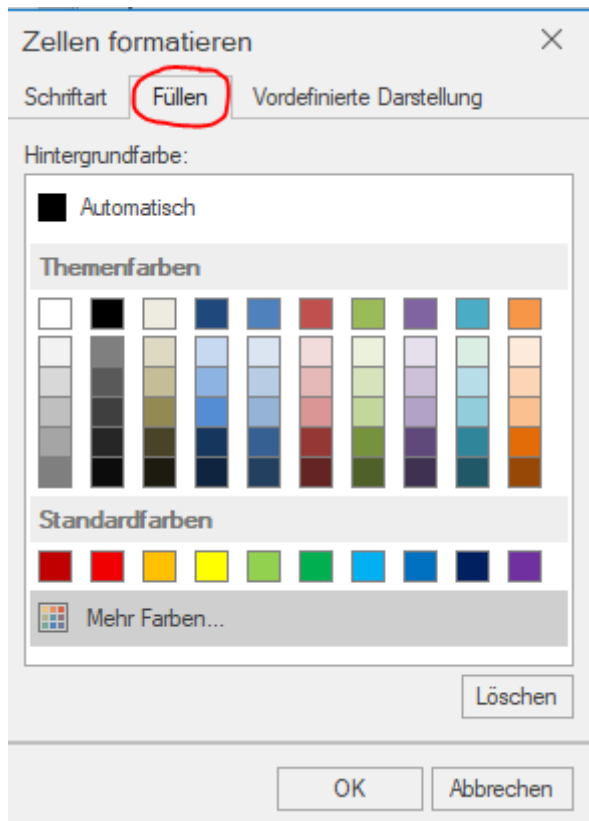 Zellen formatieren
Schriftart Füllen Vordefinierte Darstellung
Hintergrundfarbe:
Automatisch
Themenfarben
Standardfarben
Mehr Farben...
Löschen
OK Abbrechen